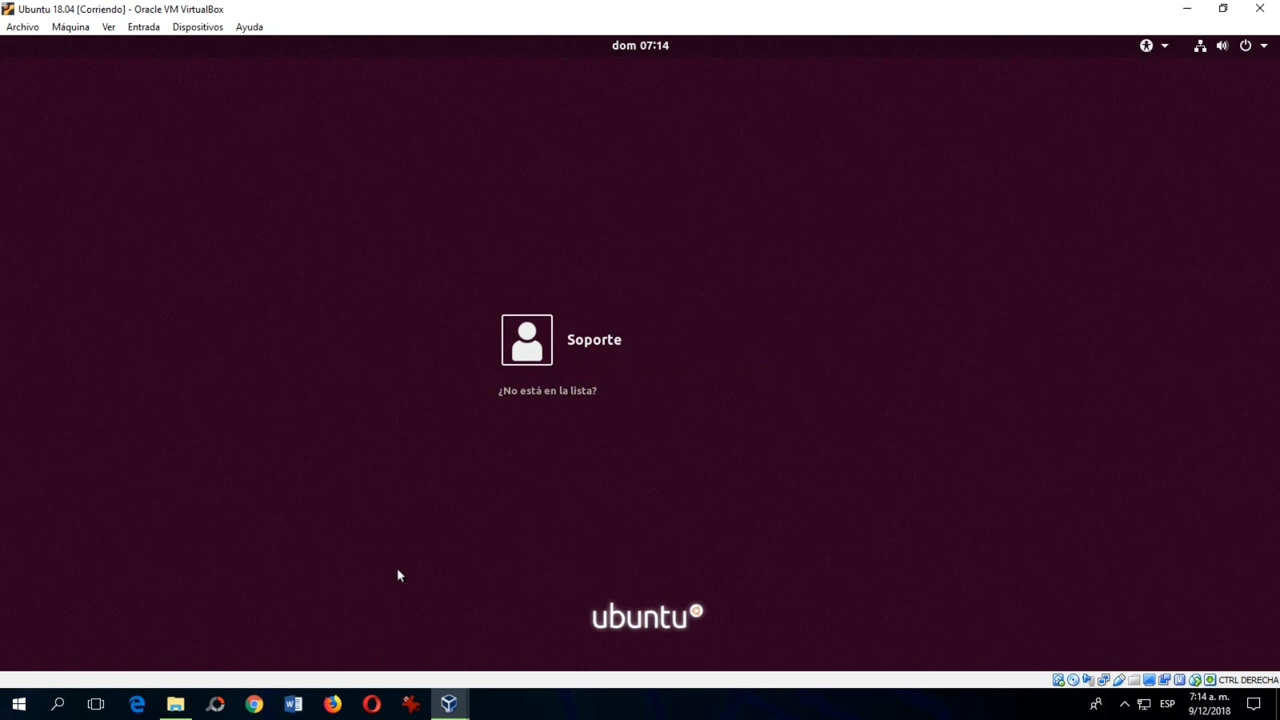 Ubuntu 18.04 [Corriendo] - Oracle VM VirtualBox
Archivo Máquina Ver Entrada Dispositivos Ayuda
dom 07:14
Soporte
¿No está en la lista?
ubuntu
CTRL DERECHA
ESP
7:14 a. m.
9/12/2018